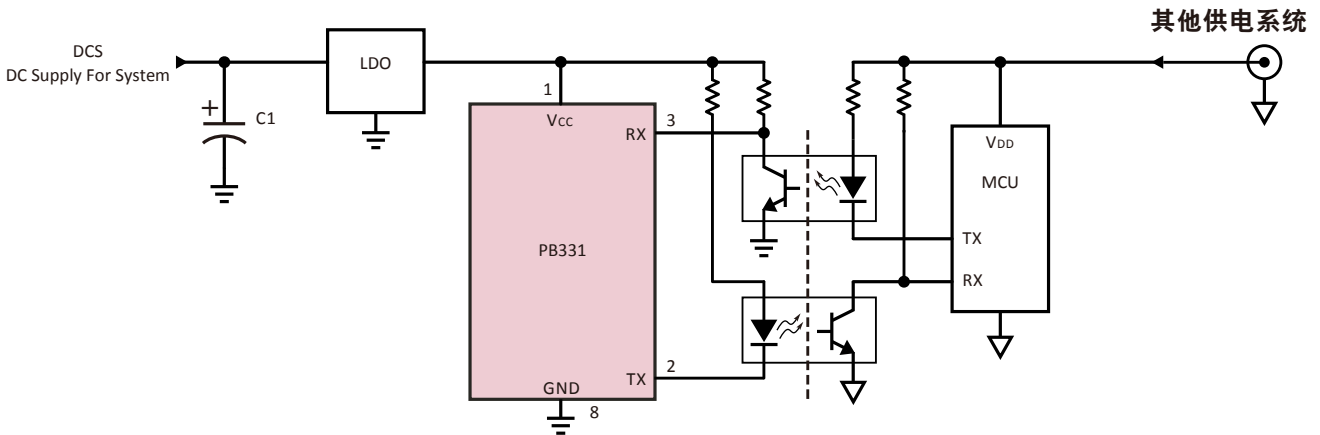 其他供电系统
DCS
DC Supply For System
LDO
+
C1
1
VCC
RX
3
PB331
TX
2
GND
8
VDD
MCU
TX
RX